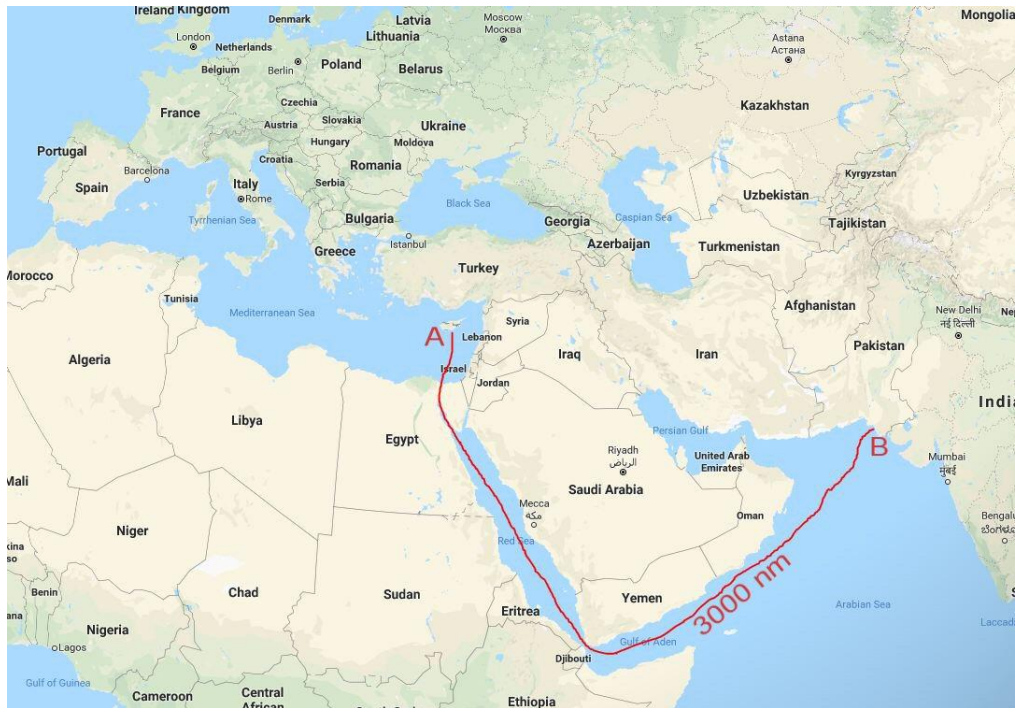 Ireland Kingdom
Denmark
Latvia
Moscow
Москва
Lithuania
Mongolia
London
Netherlands
Astana
Астана
Berlin
Belgium
Poland
Belarus
Czechia
Kazakhstan
France
Slovakia
Austria
Ukraine
Hungary
Moldova
Portugal
Croatia
Romania
Barcelona
Kyrgyzstan
Spain
Italy
Serbia
Rome
Black Sea
Uzbekistan
Tyrrhenian Sea
Bulgaria
Georgia
Caspian Sea
Tajikistan
Istanbul
Azerbaijan
Turkmenistan
Greece
Turkey
Morocco
Tunisia
Afghanistan
Mediterranean Sea
Syria
New Delhi
नई दिल्ली
A
Lebanon
Pakistan
Algeria
Iraq
Iran
Israel
Jordan
Libya
Persian Gulf
Egypt
B
Riyadh
الرياض
United Arab
Emirates
Mumbai
मुंबई
Mali
Saudi Arabia
Mecca
مكة
Oman
Niger
Red Sea
Chad
Sudan
Yemen
3000 nm
Benin
Eritrea
Arabian Sea
Nigeria
Gulf of Aden
Lagos
Djibouti
Gulf of Guinea
Cameroon
Central
African
Ethiopia